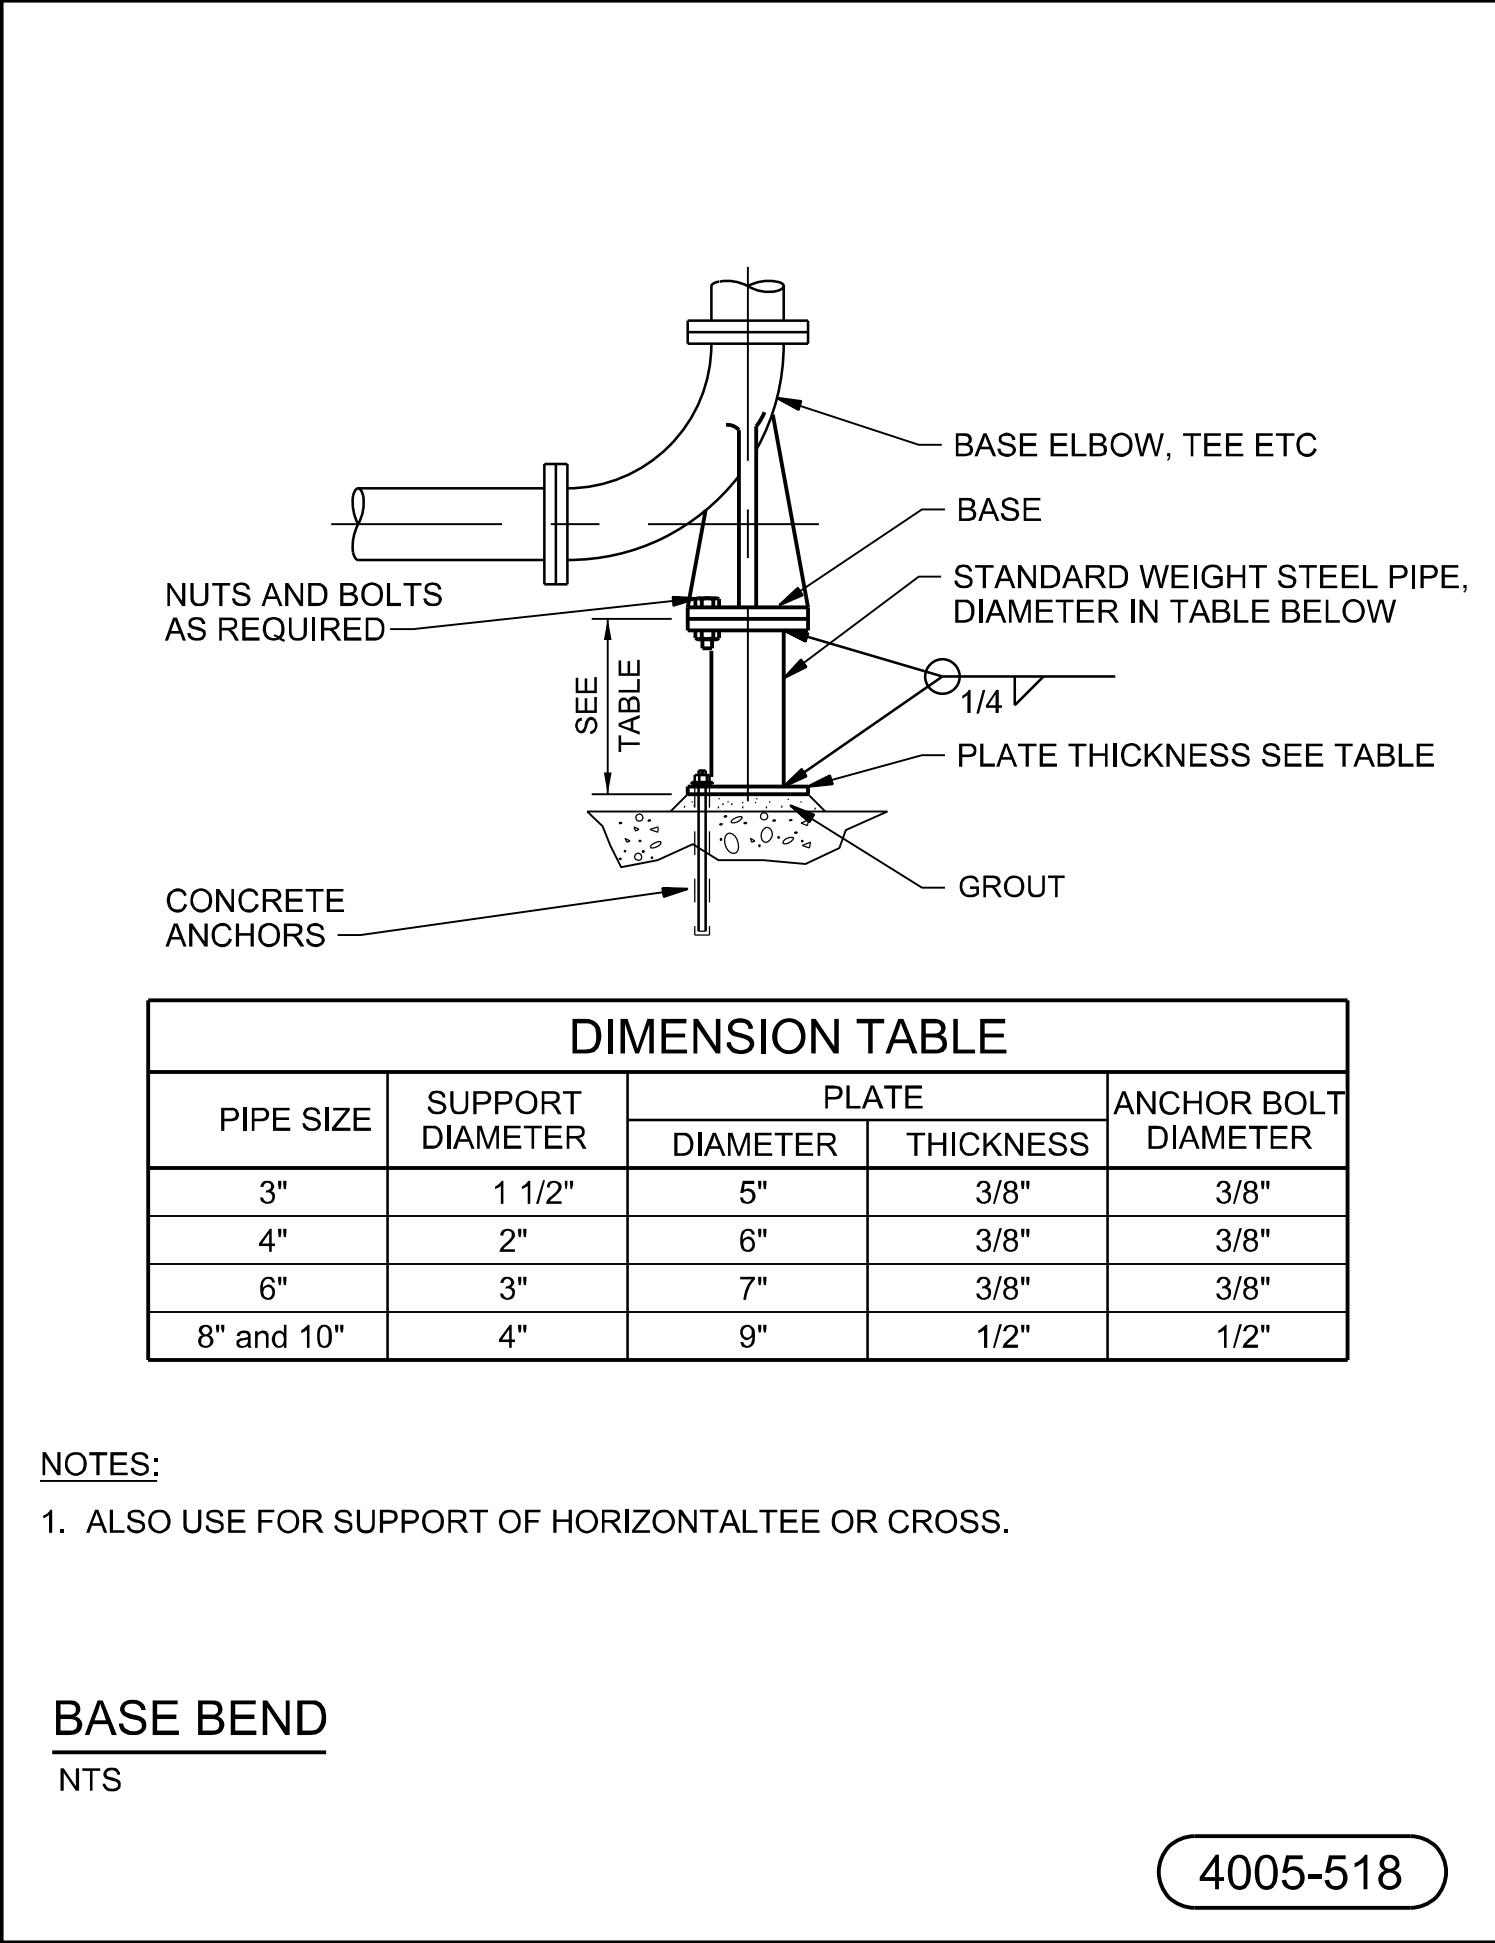 BASE ELBOW, TEE ETC
BASE
STANDARD WEIGHT STEEL PIPE,
DIAMETER IN TABLE BELOW
NUTS AND BOLTS
AS REQUIRED
SEE
TABLE
1/4
PLATE THICKNESS SEE TABLE
GROUT
CONCRETE
ANCHORS
DIMENSION TABLE
PIPE SIZE
SUPPORT
DIAMETER
PLATE
DIAMETER
THICKNESS
ANCHOR BOLT
DIAMETER
3" 1 1/2" 5" 3/8" 3/8"
4" 2" 6" 3/8" 3/8"
6" 3" 7" 3/8" 3/8"
8" and 10" 4" 9" 1/2" 1/2"
NOTES:
1. ALSO USE FOR SUPPORT OF HORIZONTALTEE OR CROSS.
BASE BEND
NTS
4005-518